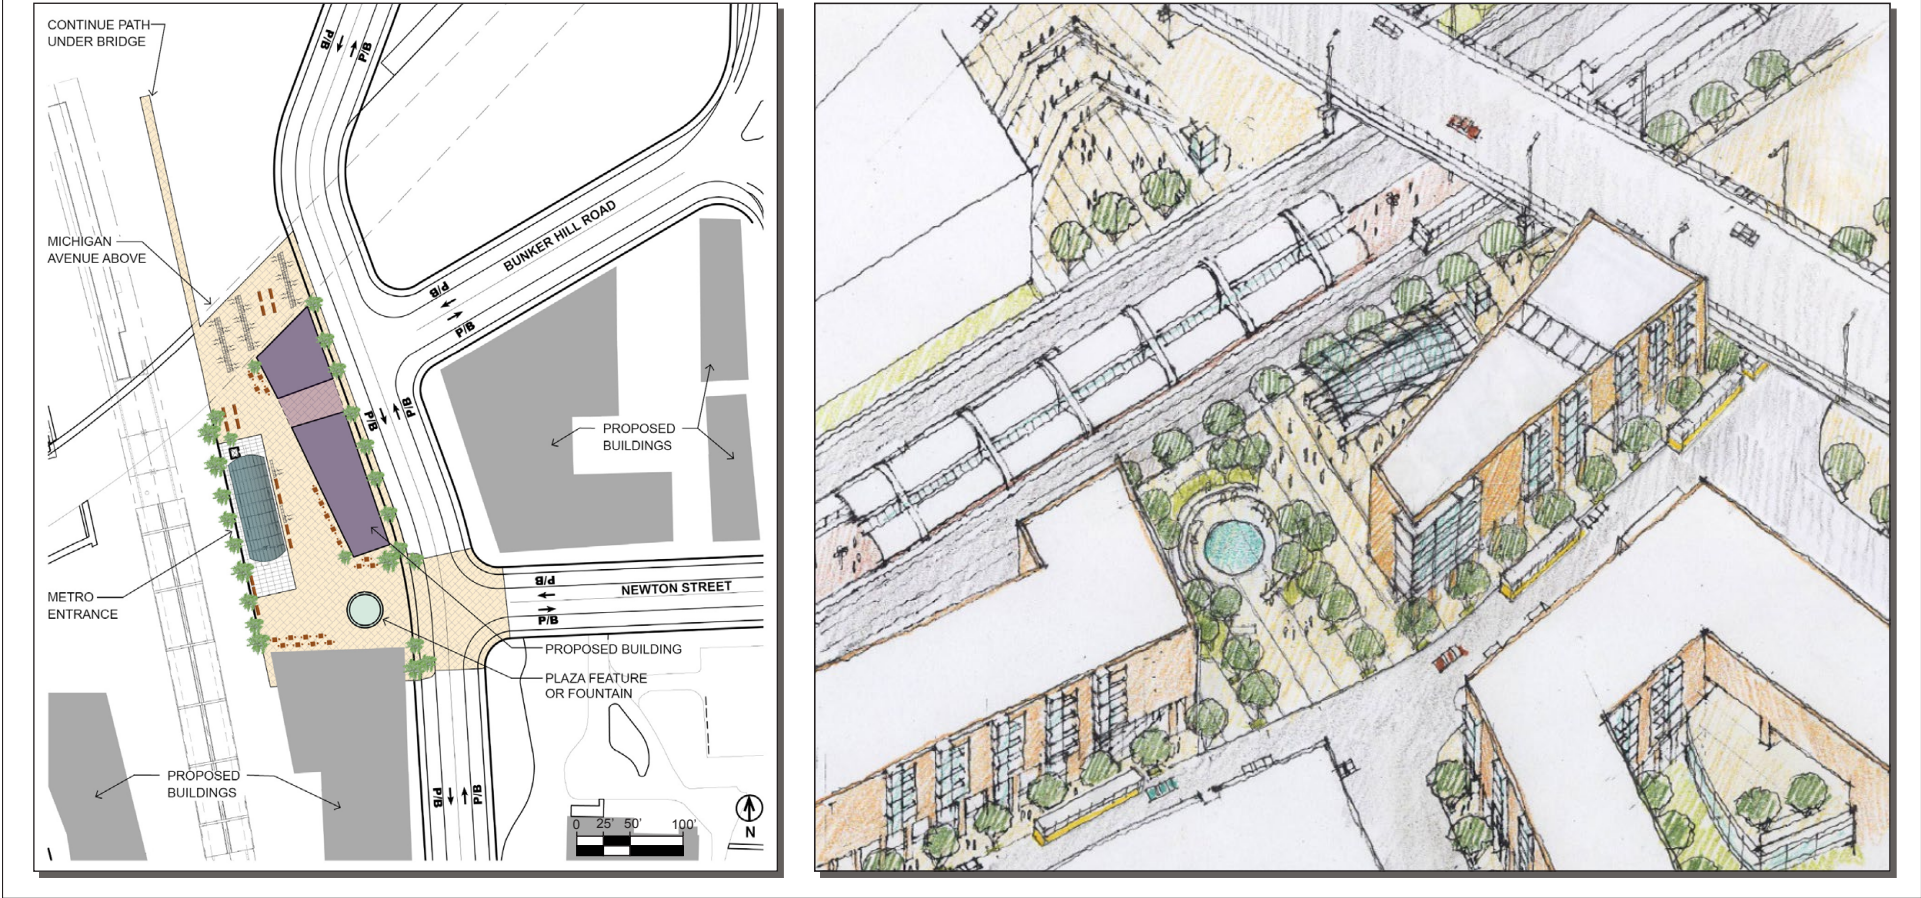 CONTINUE PATH
UNDER BRIDGE
P/B
P/B
MICHIGAN
AVENUE ABOVE
BUNKER HILL ROAD
P/B
P/B
P/B
P/B
PROPOSED
BUILDINGS
METRO
ENTRANCE
P/B
NEWTON STREET
P/B
PROPOSED BUILDING
PLAZA FEATURE
OR FOUNTAIN
PROPOSED
BUILDINGS
P/B
P/B
0 25' 50' 100'
N